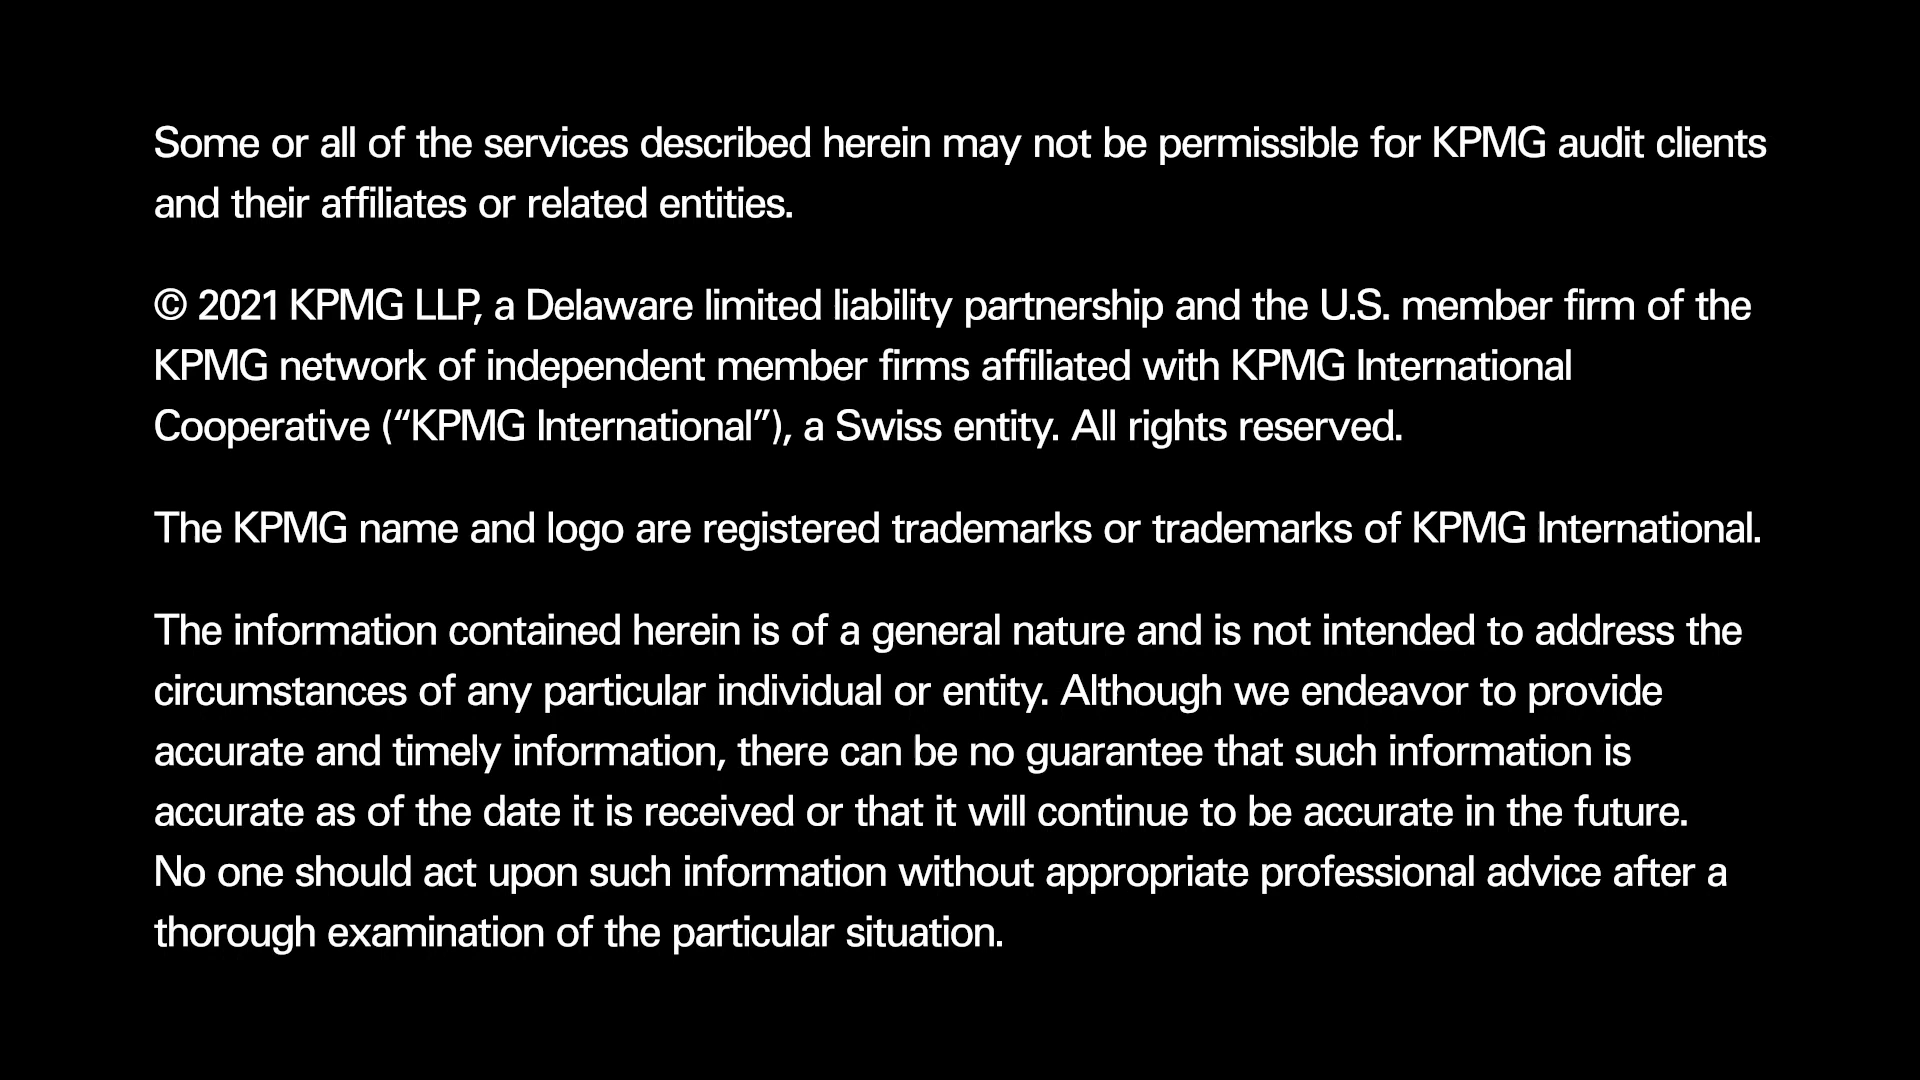 Some or all of the services described herein may not be permissible for KPMG audit clients
and their affiliates or related entities.
© 2021 KPMG LLP, a Delaware limited liability partnership and the U.S. member firm of the
KPMG network of independent member firms affiliated with KPMG International
Cooperative (“KPMG International”), a Swiss entity. All rights reserved.
The KPMG name and logo are registered trademarks or trademarks of KPMG International.
The information contained herein is of a general nature and is not intended to address the
circumstances of any particular individual or entity. Although we endeavor to provide
accurate and timely information, there can be no guarantee that such information is
accurate as of the date it is received or that it will continue to be accurate in the future.
No one should act upon such information without appropriate professional advice after a
thorough examination of the particular situation.